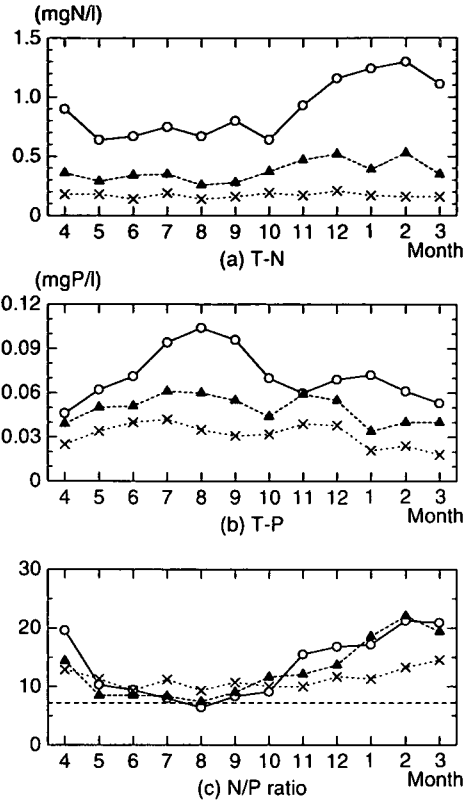 (mgN/l)
1.5
1.0
0.5
0
4 5 6 7 8 9 10 11 12 1 2 3
Month
(a) T-N
(mgP/l)
0.12
0.09
0.06
0.03
0
4 5 6 7 8 9 10 11 12 1 2 3
Month
(b) T-P
30
20
10
0
4 5 6 7 8 9 10 11 12 1 2 3
Month
(c) N/P ratio